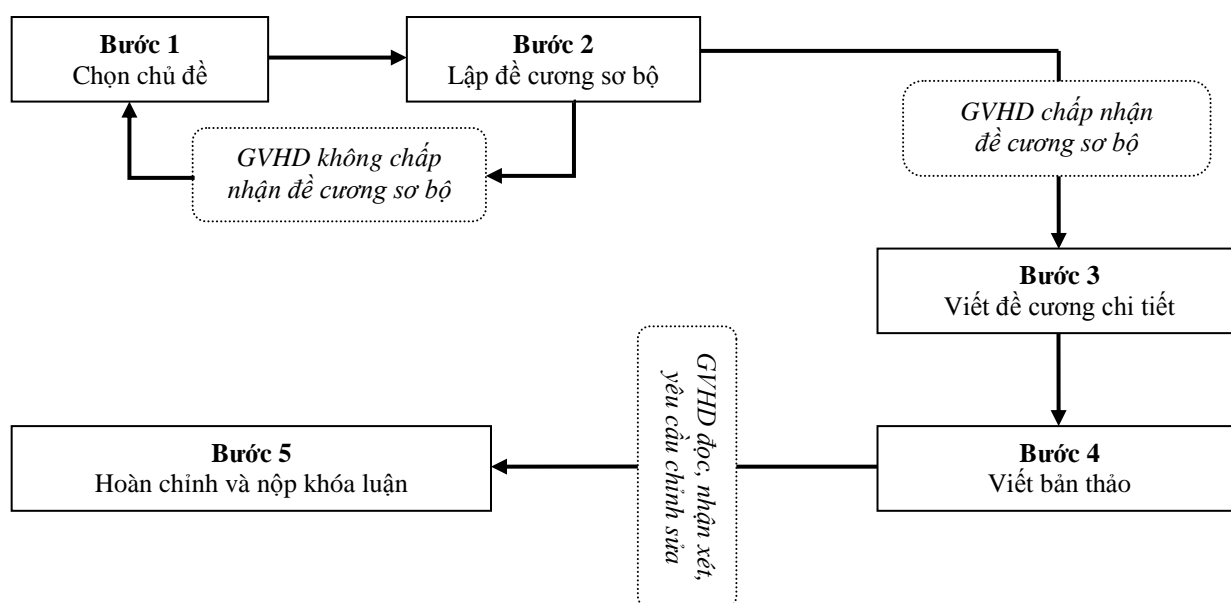 Bước 1
Chọn chủ đề
Bước 2
Lập đề cương sơ bộ
GVHD không chấp
nhận đề cương sơ bộ
GVHD chấp nhận
đề cương sơ bộ
Bước 3
Viết đề cương chi tiết
Bước 4
Viết bản thảo
GVHD đọc, nhận xét,
yêu cầu chỉnh sửa
Bước 5
Hoàn chỉnh và nộp khóa luận